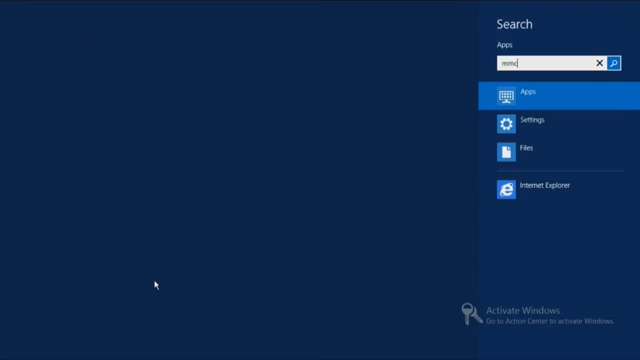 Search
Apps
mmc
Apps
Settings
Files
Internet Explorer
Activate Windows
Go to Action Center to activate Windows.